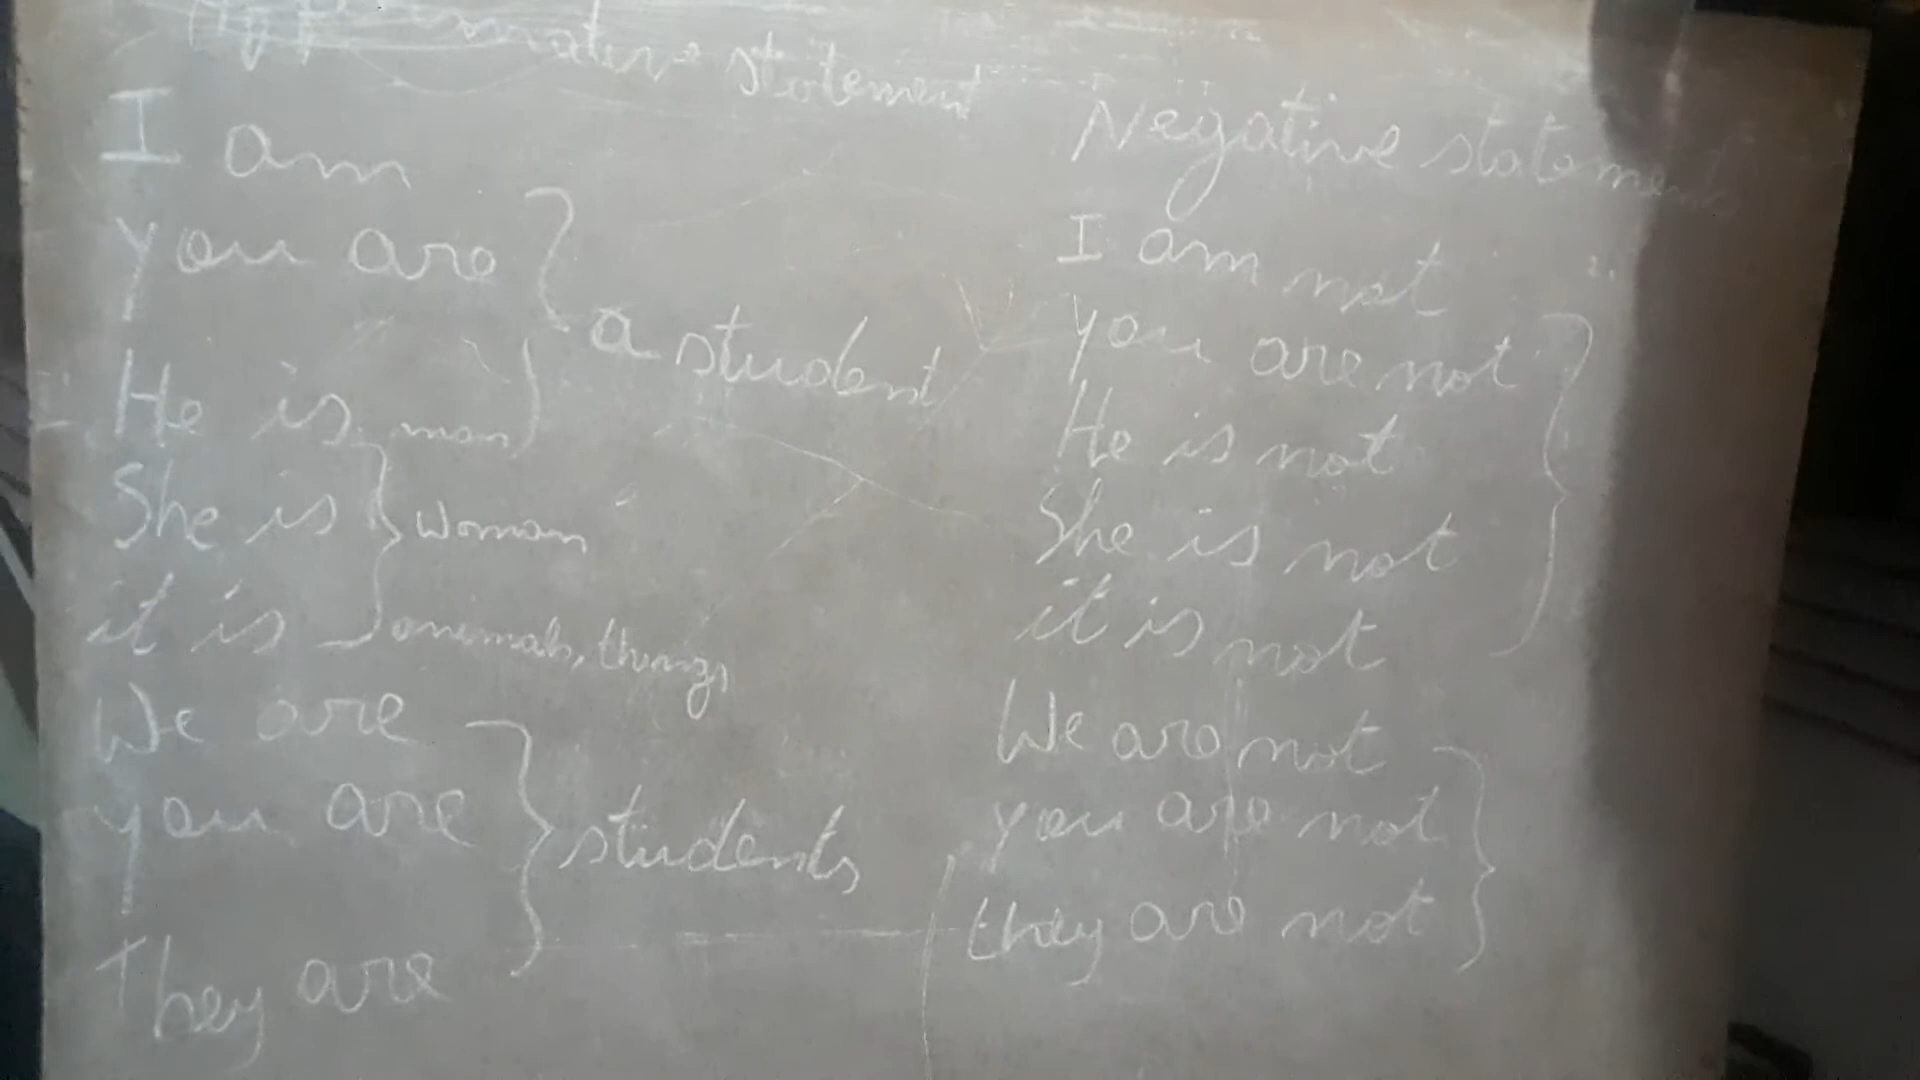 statement
I am
you are
a student
He is man
She is woman
it is animals, things
We are
you are
students
They are
Negative statement
I am not
you are not
He is not
She is not
it is not
We are not
you are not
they are not